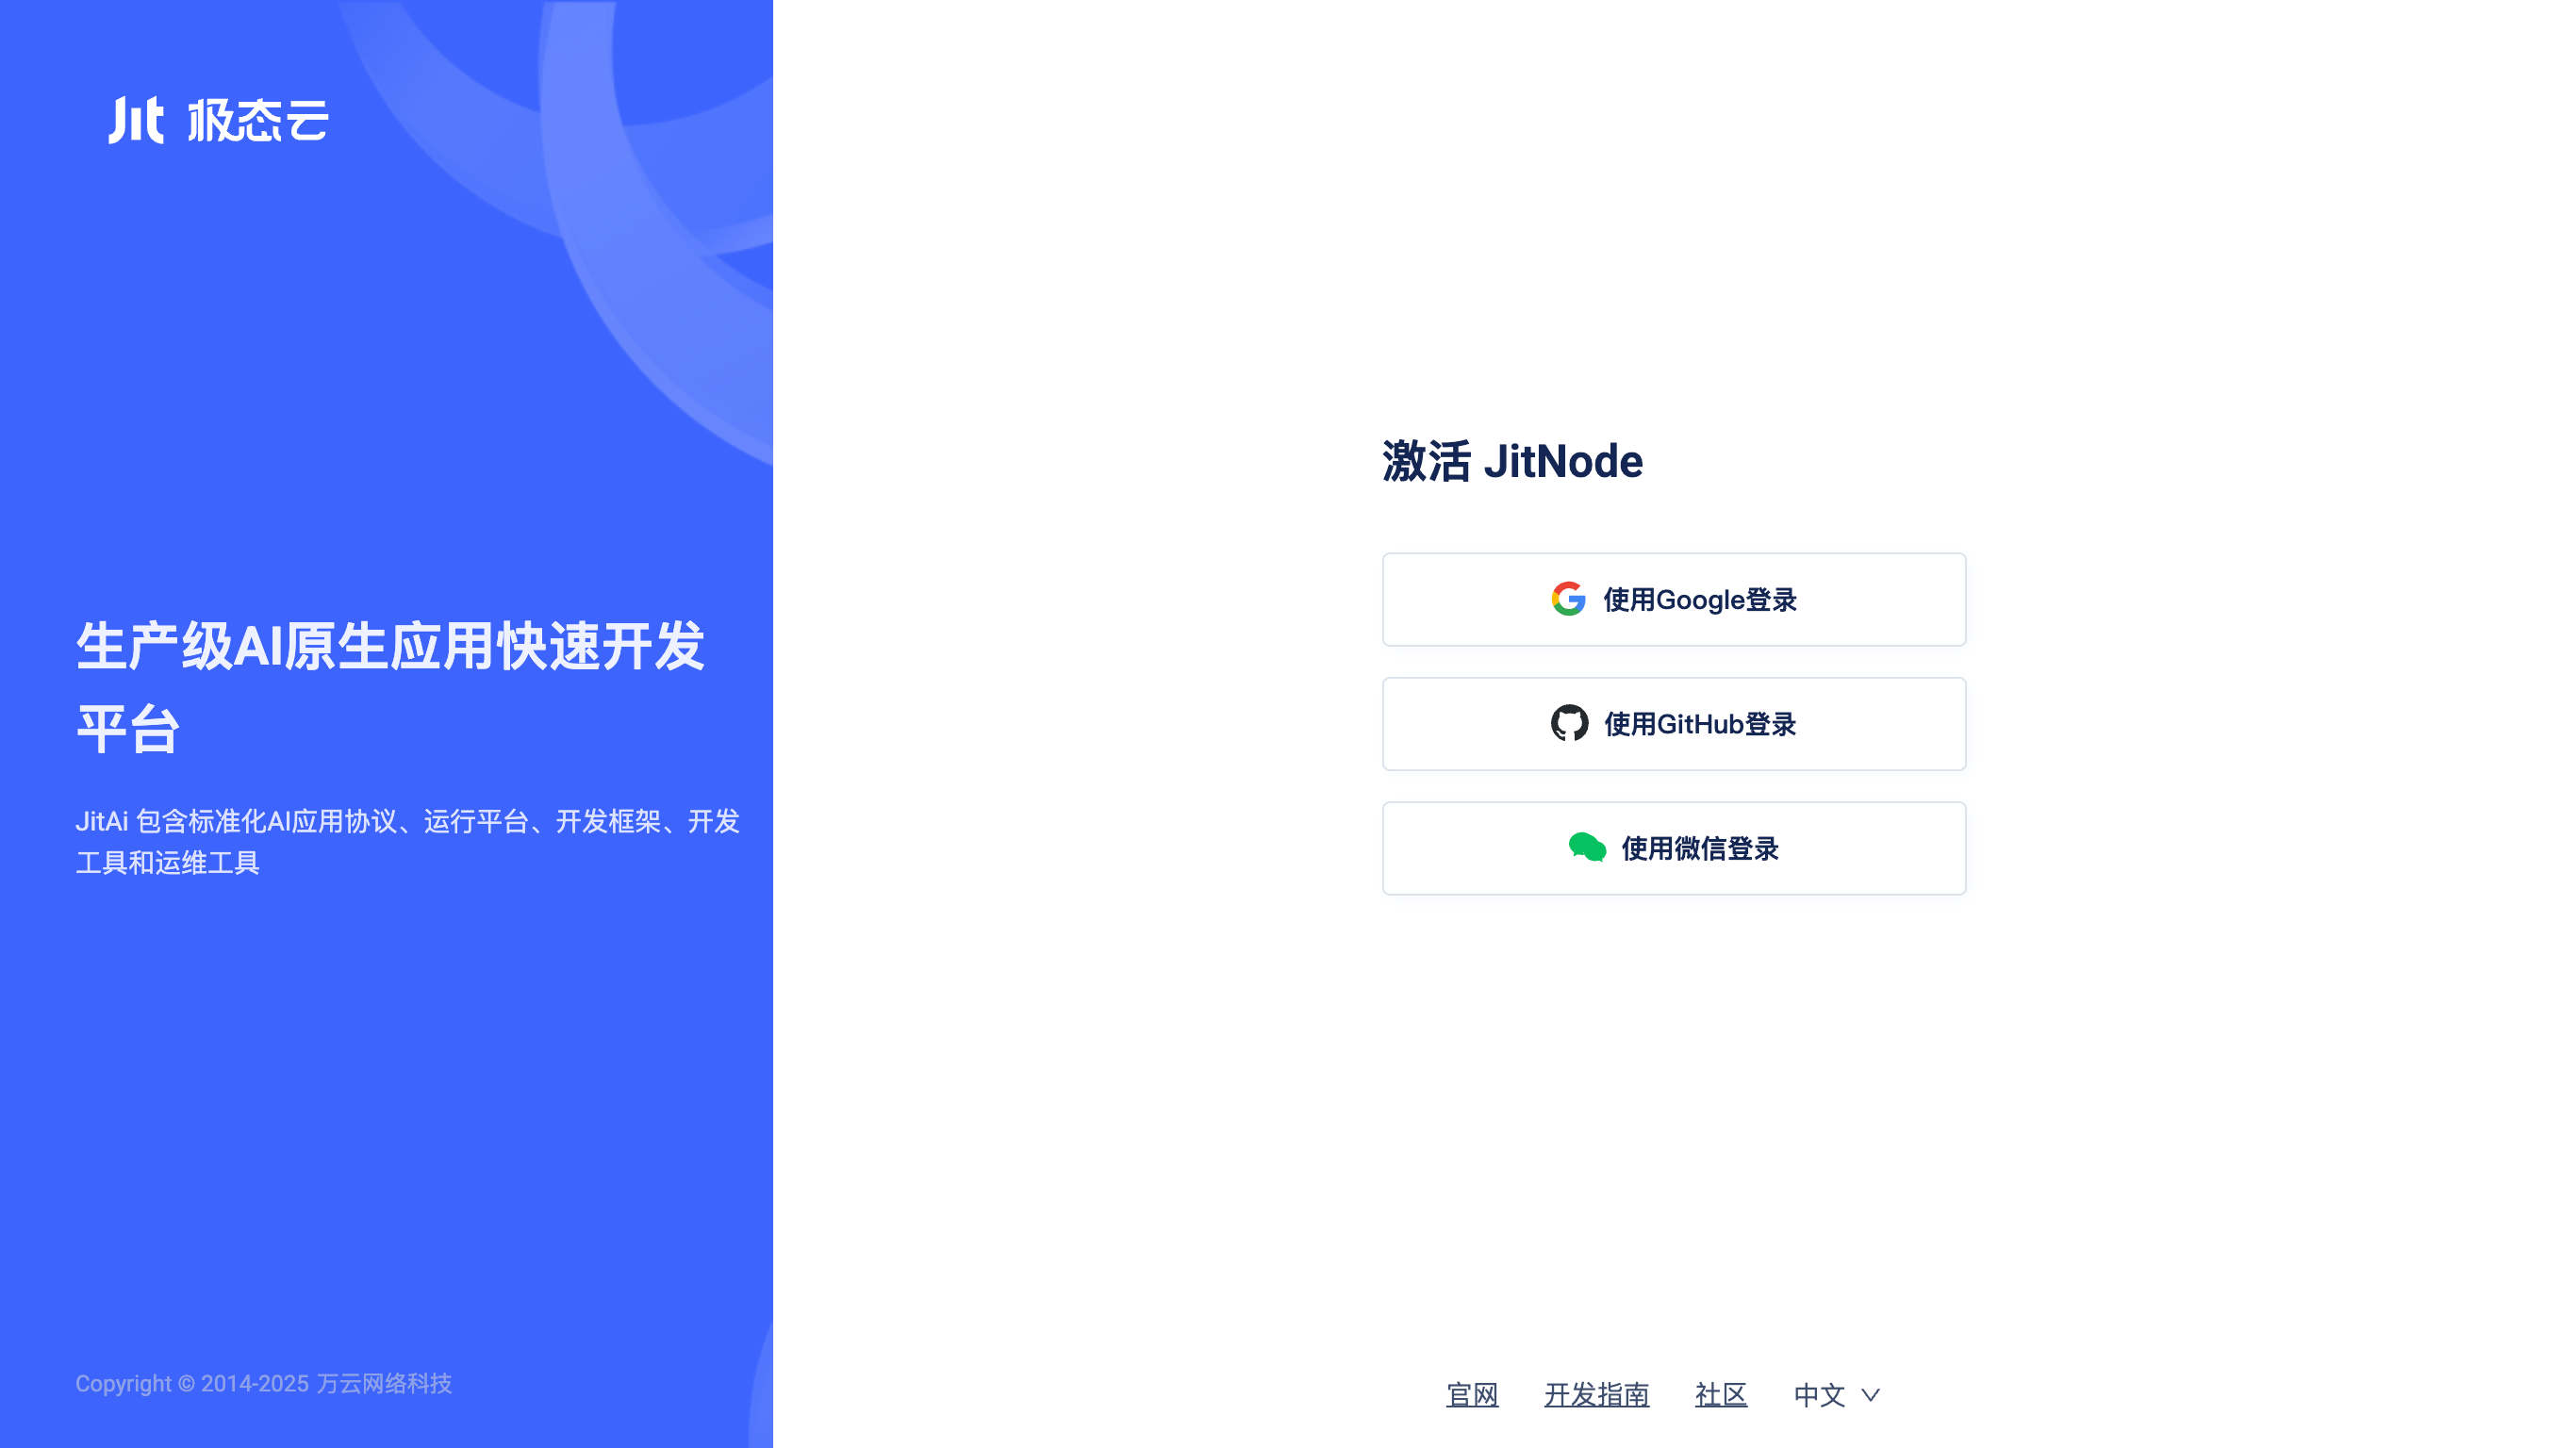 Jit 极态云
生产级AI原生应用快速开发
平台
JitAi 包含标准化AI应用协议、运行平台、开发框架、开发
工具和运维工具
Copyright © 2014-2025 万云网络科技
激活 JitNode
使用Google登录
使用GitHub登录
使用微信登录
官网 开发指南 社区 中文